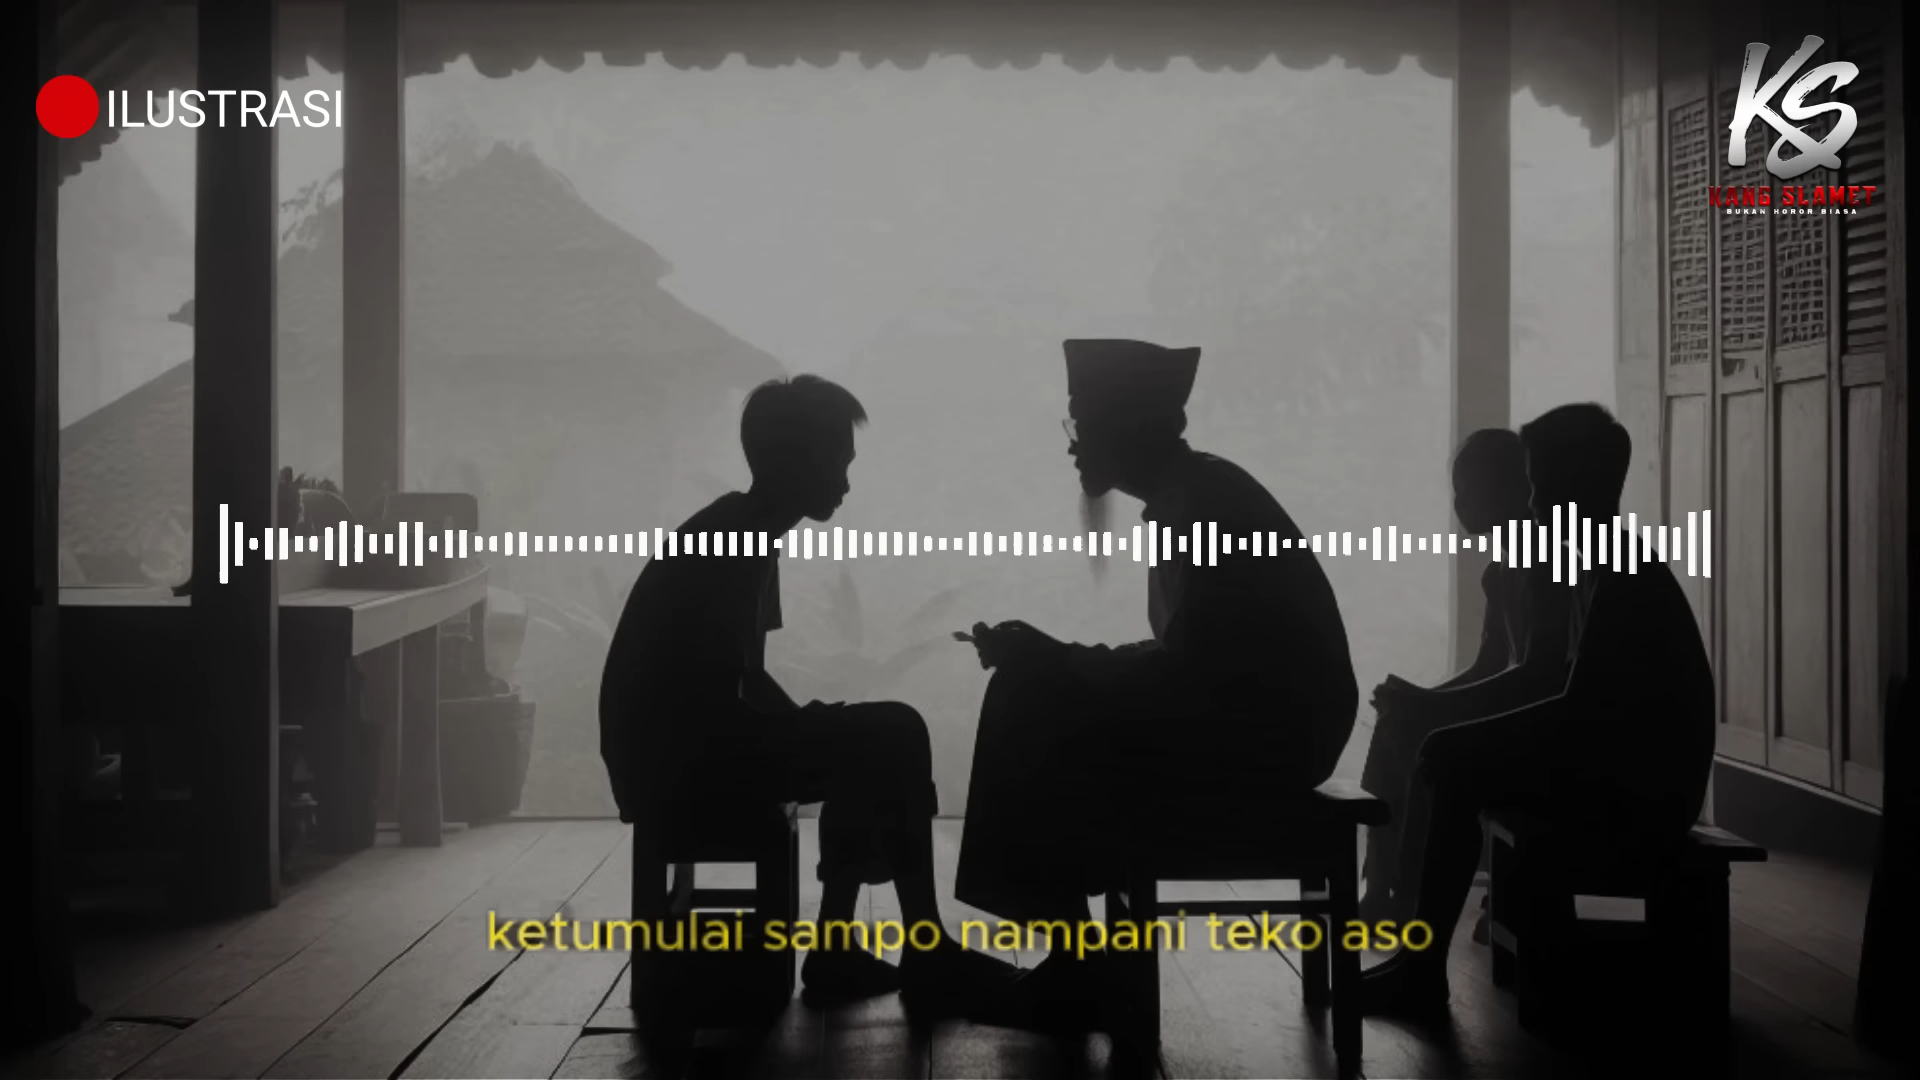 ILUSTRASI
KS
KANG SLAMET
BUKAN HOROR BIASA
ketumulai sampo nampani teko aso